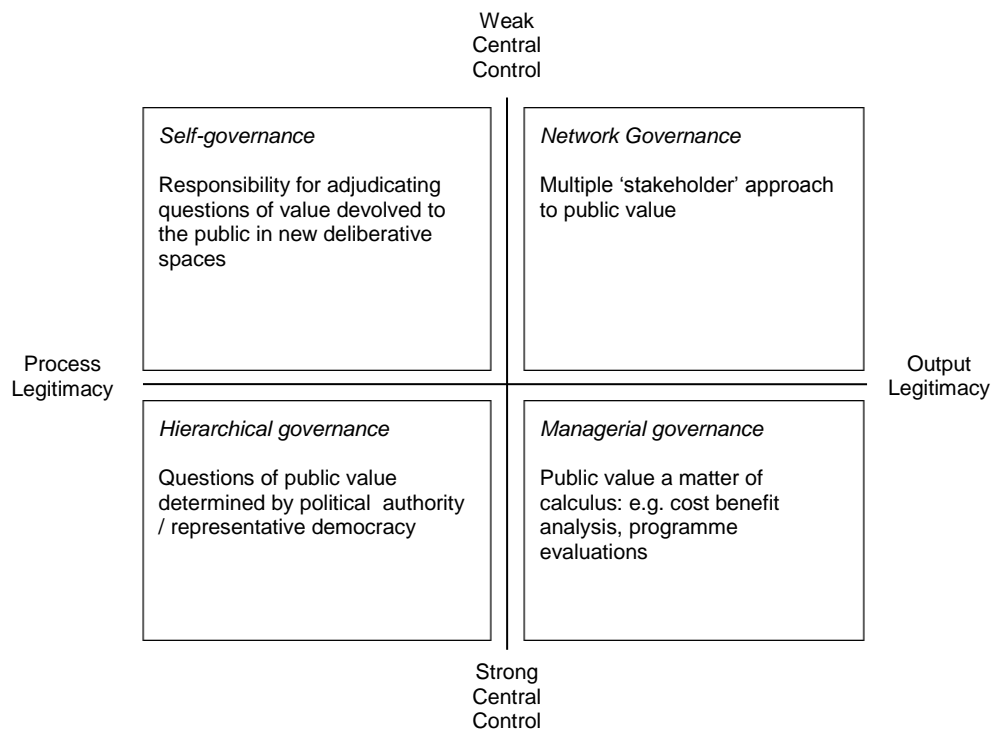 Weak
Central
Control
Self-governance
Responsibility for adjudicating
questions of value devolved to
the public in new deliberative
spaces
Network Governance
Multiple ‘stakeholder’ approach
to public value
Process
Legitimacy
Output
Legitimacy
Hierarchical governance
Questions of public value
determined by political authority
/ representative democracy
Managerial governance
Public value a matter of
calculus: e.g. cost benefit
analysis, programme
evaluations
Strong
Central
Control